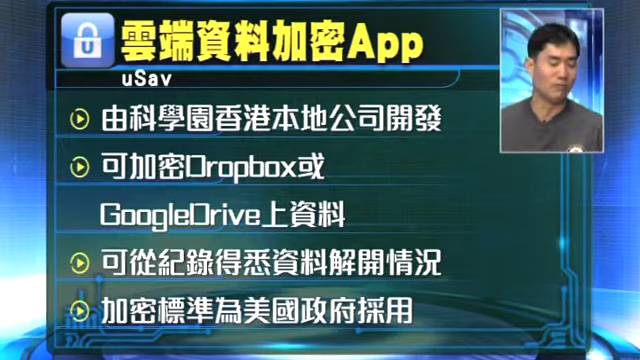 雲端資料加密App
uSav
由科學園香港本地公司開發
可加密Dropbox或
GoogleDrive上資料
可從紀錄得悉資料解開情況
加密標準為美國政府採用